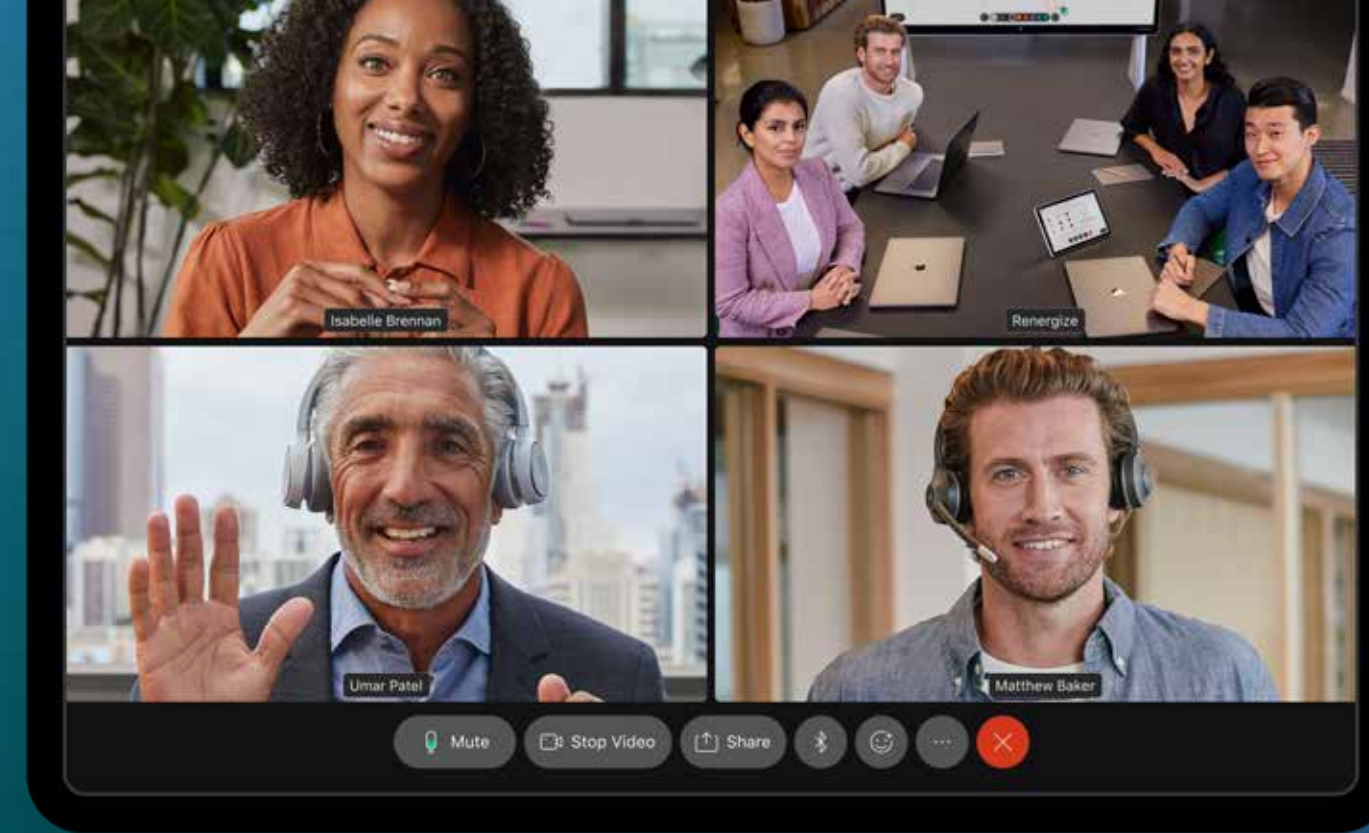 Isabelle Brennan
Renergize
Umar Patel
Matthew Baker
Mute
Stop Video
Share